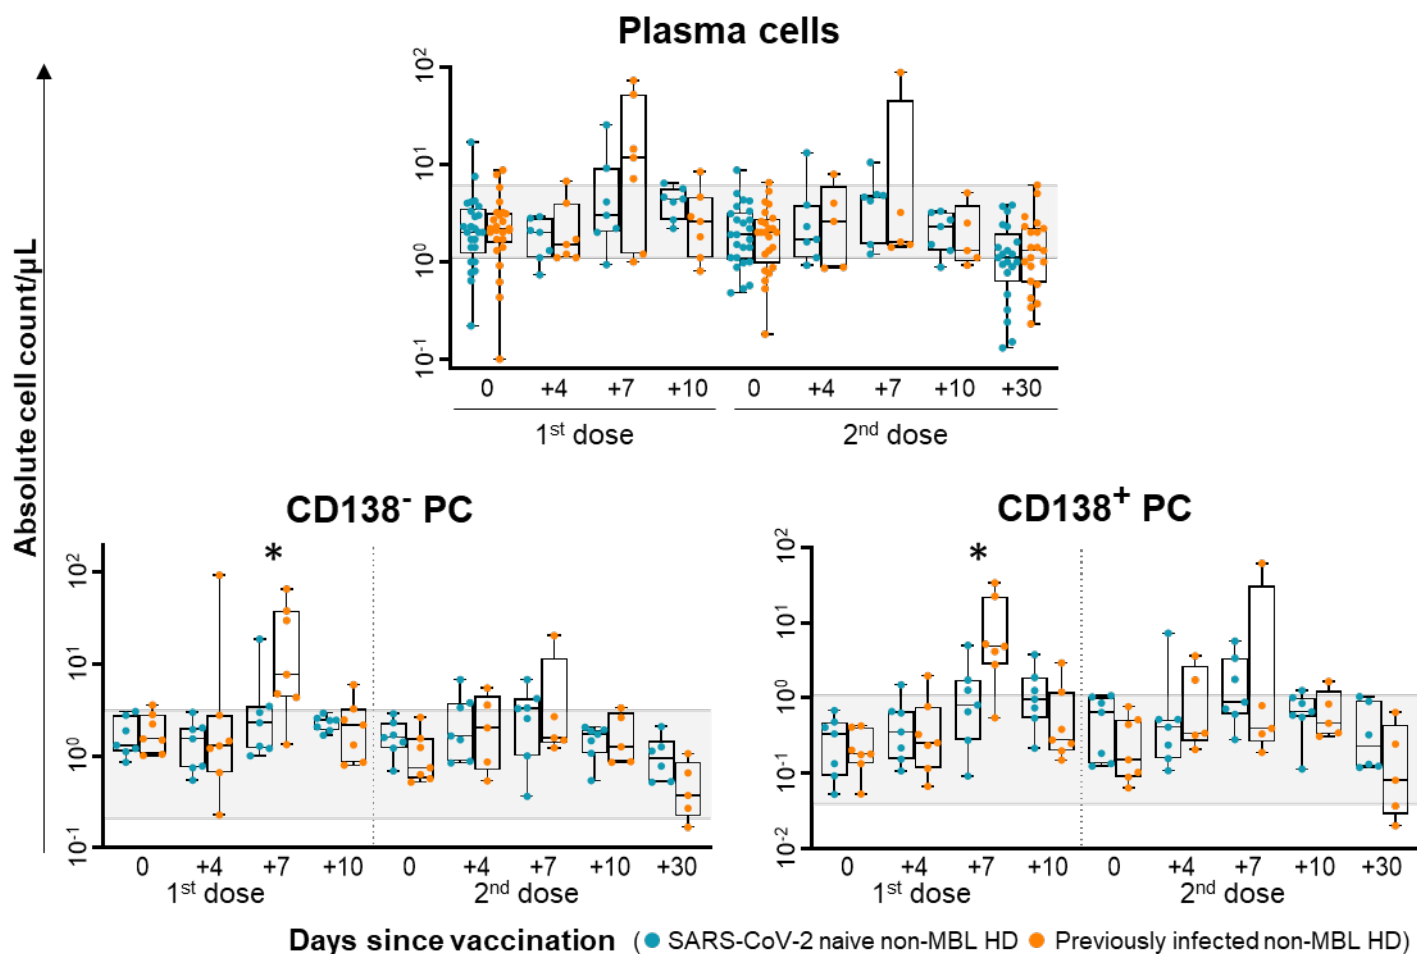 Plasma cells
Absolute cell count/µL
10²
10¹
10⁰
10⁻¹
0 +4 +7 +10 0 +4 +7 +10 +30
1st dose 2nd dose
CD138⁻ PC
10²
10¹
10⁰
10⁻¹
*
0 +4 +7 +10 0 +4 +7 +10 +30
1st dose 2nd dose
CD138⁺ PC
10²
10¹
10⁰
10⁻¹
10⁻²
*
0 +4 +7 +10 0 +4 +7 +10 +30
1st dose 2nd dose
Days since vaccination ( SARS-CoV-2 naive non-MBL HD Previously infected non-MBL HD)